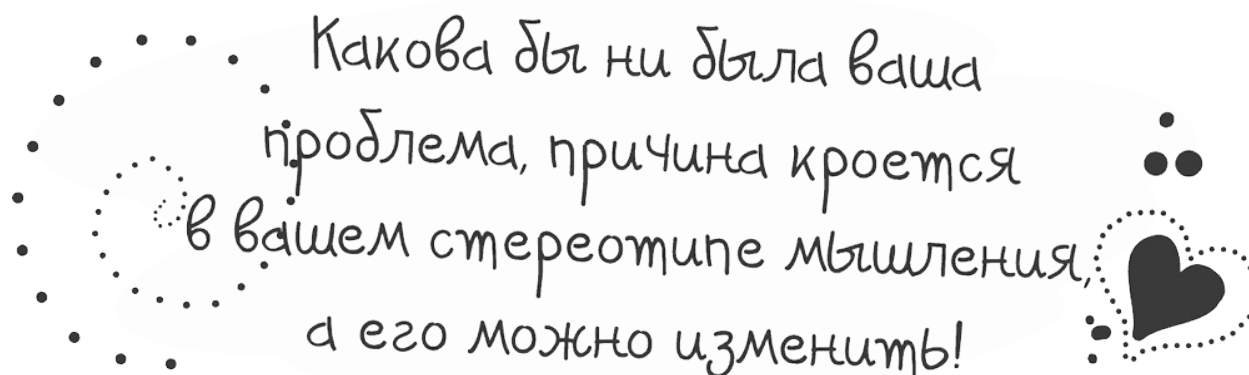 Какова бы ни была ваша
проблема, причина кроется
в вашем стереотипе мышления,
а его можно изменить!